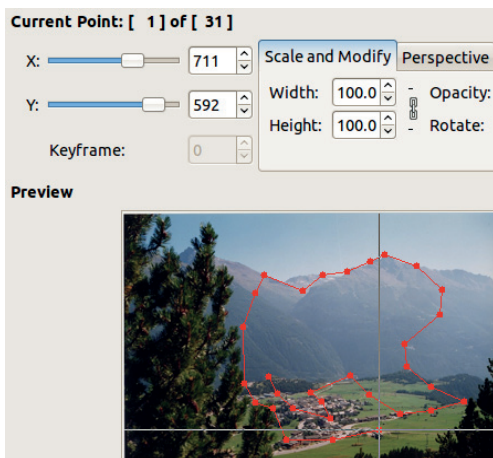 Current Point: [ 1 ] of [ 31 ]
X: 711
Y: 592
Keyframe: 0
Scale and Modify Perspective
Width: 100.0 Opacity:
Height: 100.0 Rotate:
Preview